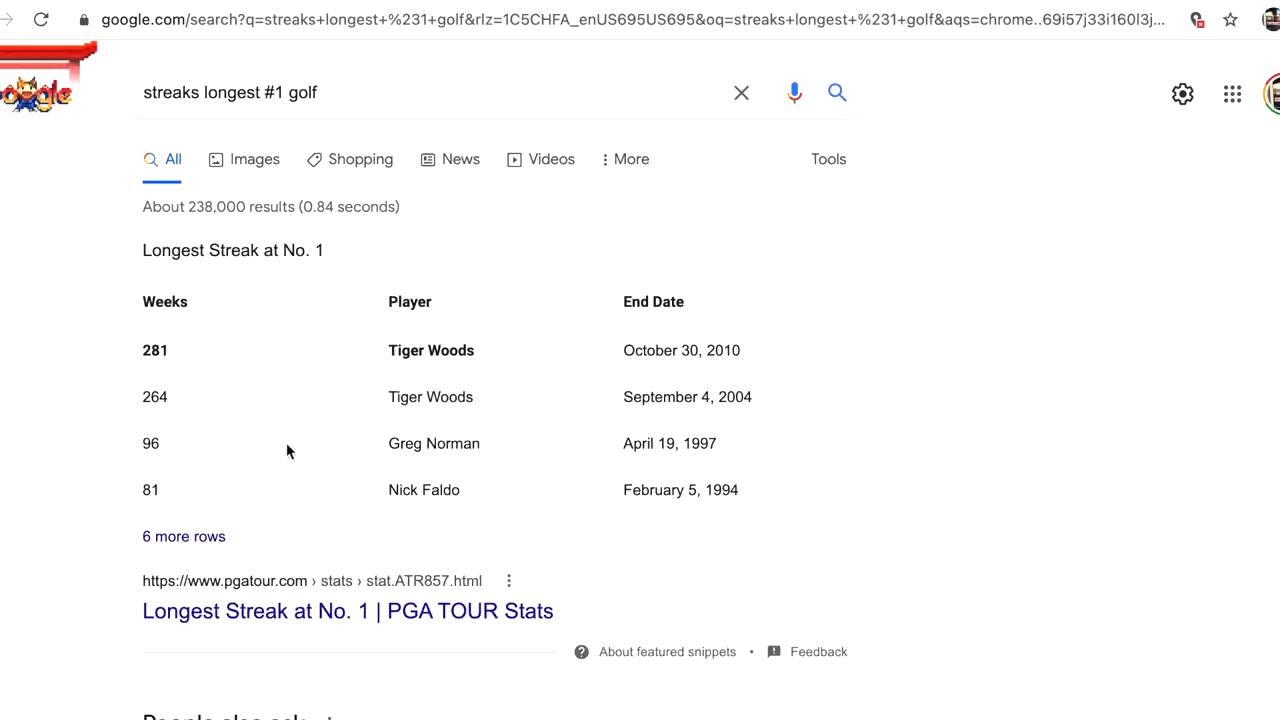 google.com/search?q=streaks+longest+%231+golf&rlz=1C5CHFA_enUS695US695&oq=streaks+longest+%231+golf&aqs=chrome..69i57j33i160l3j...
oogle
streaks longest #1 golf
All Images Shopping News Videos More Tools
About 238,000 results (0.84 seconds)
Longest Streak at No. 1
Weeks Player End Date
281 Tiger Woods October 30, 2010
264 Tiger Woods September 4, 2004
96 Greg Norman April 19, 1997
81 Nick Faldo February 5, 1994
6 more rows
https://www.pgatour.com › stats › stat.ATR857.html
Longest Streak at No. 1 | PGA TOUR Stats
About featured snippets • Feedback
People also ask